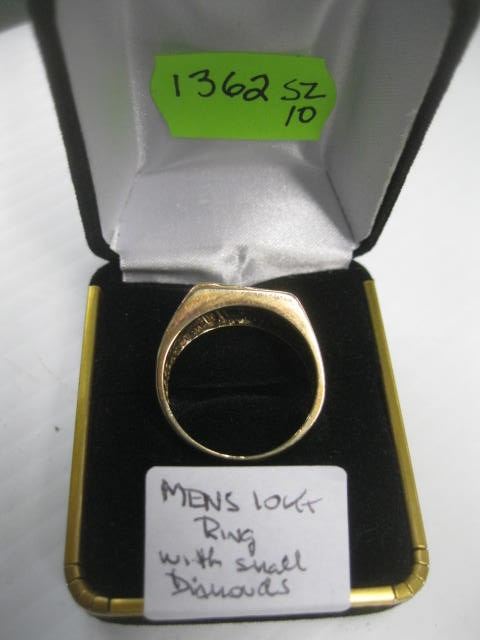 1362 SZ
10
MENS 10KT
Ring
with small
Diamonds